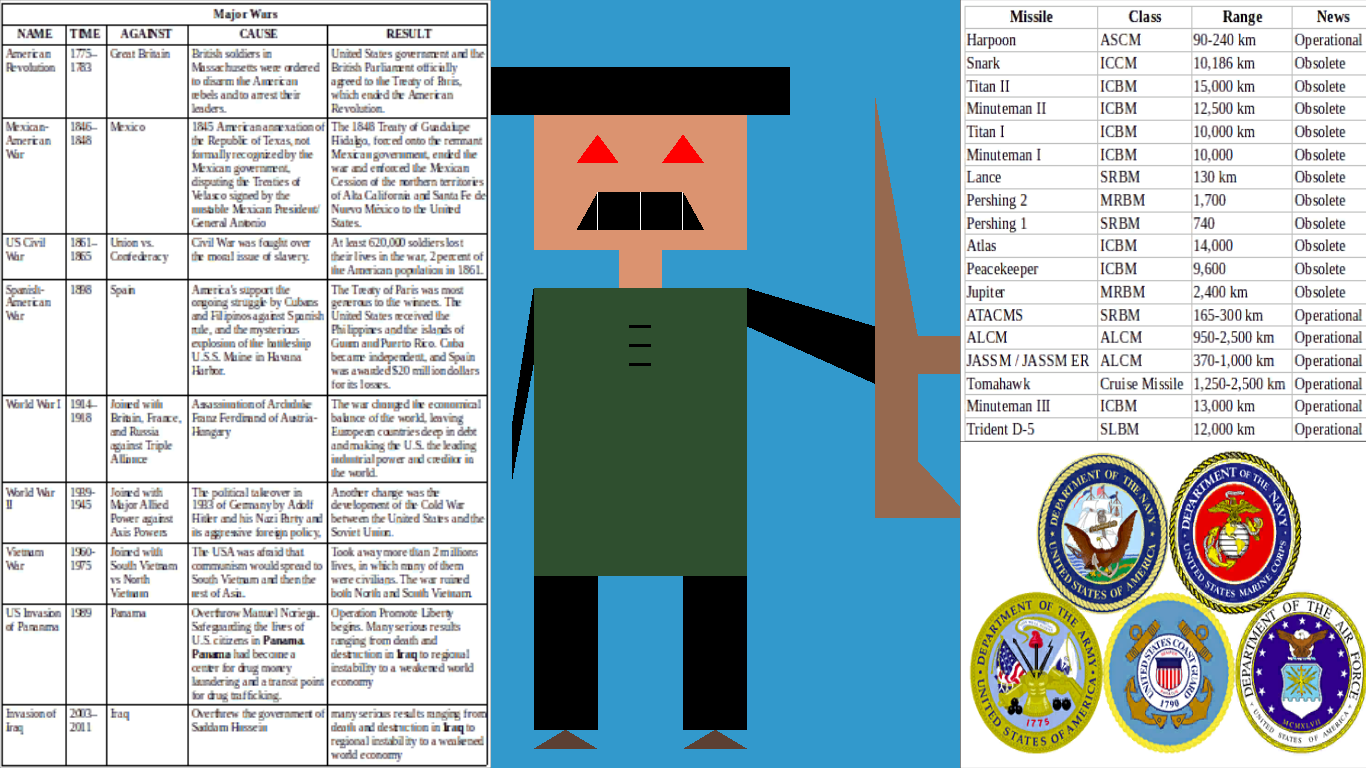 Major Wars
NAME TIME AGAINST CAUSE RESULT
American Revolution 1775–1783 Great Britain British soldiers in Massachusetts were ordered to disarm the American rebels and to arrest their leaders. United States government and the British Parliament officially agreed to the Treaty of Paris, which ended the American Revolution.
Mexican-American War 1846–1848 Mexico 1845 American annexation of the Republic of Texas, not formally recognized by the Mexican government, disputing the Treaties of Velasco signed by the unstable Mexican President/ General Antonio The 1848 Treaty of Guadalupe Hidalgo, forced onto the remnant Mexican government, ended the war and enforced the Mexican Cession of the northern territories of Alta California and Santa Fe de Nuevo México to the United States.
US Civil War 1861–1865 Union vs. Confederacy Civil War was fought over the moral issue of slavery. At least 620,000 soldiers lost their lives in the war, 2 percent of the American population in 1861.
Spanish-American War 1898 Spain America's support the ongoing struggle by Cubans and Filipinos against Spanish rule, and the mysterious explosion of the battleship U.S.S. Maine in Havana Harbor. The Treaty of Paris was most generous to the winners. The United States received the Philippines and the islands of Guam and Puerto Rico. Cuba became independent, and Spain was awarded $20 million dollars for its losses.
World War I 1914–1918 Joined with Britain, France, and Russia against Triple Alliance Assassination of Archduke Franz Ferdinand of Austria-Hungary The war changed the economical balance of the world, leaving European countries deep in debt and making the U.S. the leading industrial power and creditor in the world.
World War II 1939-1945 Joined with Major Allied Power against Axis Powers The political takeover in 1933 of Germany by Adolf Hitler and his Nazi Party and its aggressive foreign policy, Another change was the development of the Cold War between the United States and the Soviet Union.
Vietnam War 1960-1975 Joined with South Vietnam vs North Vietnam The USA was afraid that communism would spread to South Vietnam and then the rest of Asia. Took away more than 2 millions lives, in which many of them were civilians. The war ruined both North and South Vietnam.
US Invasion of Pananma 1989 Panama Overthrow Manuel Noriega. Safeguarding the lives of U.S. citizens in Panama. Panama had become a center for drug money laundering and a transit point for drug trafficking. Operation Promote Liberty begins. Many serious results ranging from death and destruction in Iraq to regional instability to a weakened world economy
Invasion of Iraq 2003–2011 Iraq Overthrew the government of Saddam Hussein many serious results ranging from death and destruction in Iraq to regional instability to a weakened world economy
Missile Class Range News
Harpoon ASCM 90-240 km Operational
Snark ICCM 10,186 km Obsolete
Titan II ICBM 15,000 km Obsolete
Minuteman II ICBM 12,500 km Obsolete
Titan I ICBM 10,000 km Obsolete
Minuteman I ICBM 10,000 Obsolete
Lance SRBM 130 km Obsolete
Pershing 2 MRBM 1,700 Obsolete
Pershing 1 SRBM 740 Obsolete
Atlas ICBM 14,000 Obsolete
Peacekeeper ICBM 9,600 Obsolete
Jupiter MRBM 2,400 km Obsolete
ATACMS SRBM 165-300 km Operational
ALCM ALCM 950-2,500 km Operational
JASSM / JASSM ER ALCM 370-1,000 km Operational
Tomahawk Cruise Missile 1,250-2,500 km Operational
Minuteman III ICBM 13,000 km Operational
Trident D-5 SLBM 12,000 km Operational
DEPARTMENT OF THE NAVY
UNITED STATES OF AMERICA
DEPARTMENT OF THE NAVY
UNITED STATES MARINE CORPS
DEPARTMENT OF THE ARMY
1775
UNITED STATES OF AMERICA
UNITED STATES COAST GUARD
1790
DEPARTMENT OF THE AIR FORCE
MCMXLVII
UNITED STATES OF AMERICA